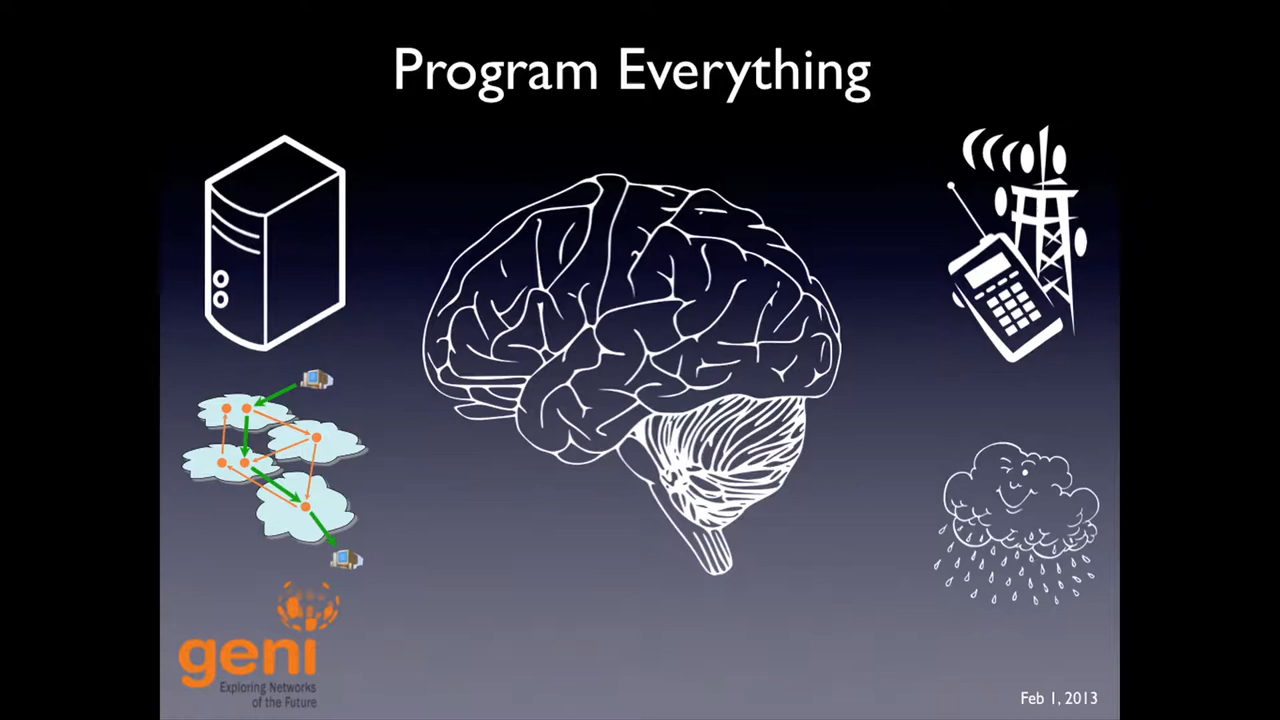 Program Everything
geni
Exploring Networks
of the Future
Feb 1, 2013